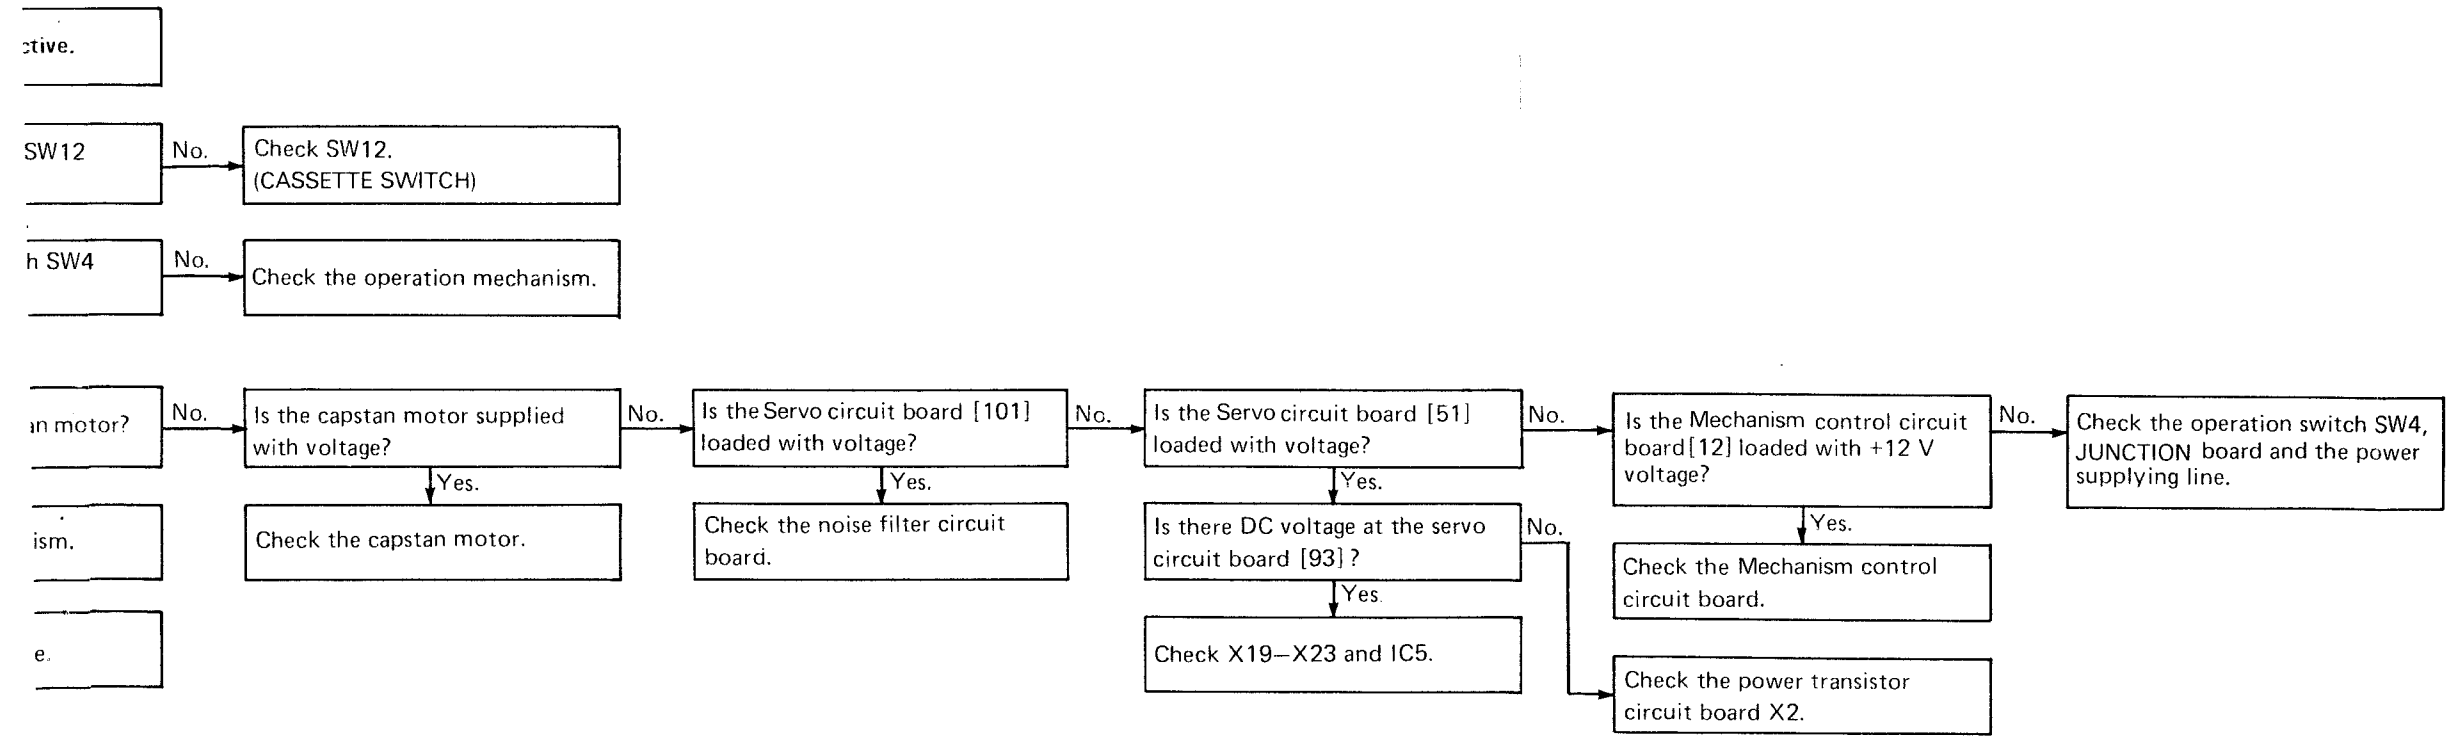 ctive.
SW12
No.
Check SW12.
(CASSETTE SWITCH)
h SW4
No.
Check the operation mechanism.
an motor?
No.
Is the capstan motor supplied
with voltage?
No.
Is the Servo circuit board [101]
loaded with voltage?
No.
Is the Servo circuit board [51]
loaded with voltage?
No.
Is the Mechanism control circuit
board [12] loaded with +12 V
voltage?
No.
Check the operation switch SW4,
JUNCTION board and the power
supplying line.
Yes.
Yes.
Yes.
Yes.
ism.
Check the capstan motor.
Check the noise filter circuit
board.
Is there DC voltage at the servo
circuit board [93] ?
No.
Check the Mechanism control
circuit board.
Yes.
e.
Check X19–X23 and IC5.
Check the power transistor
circuit board X2.